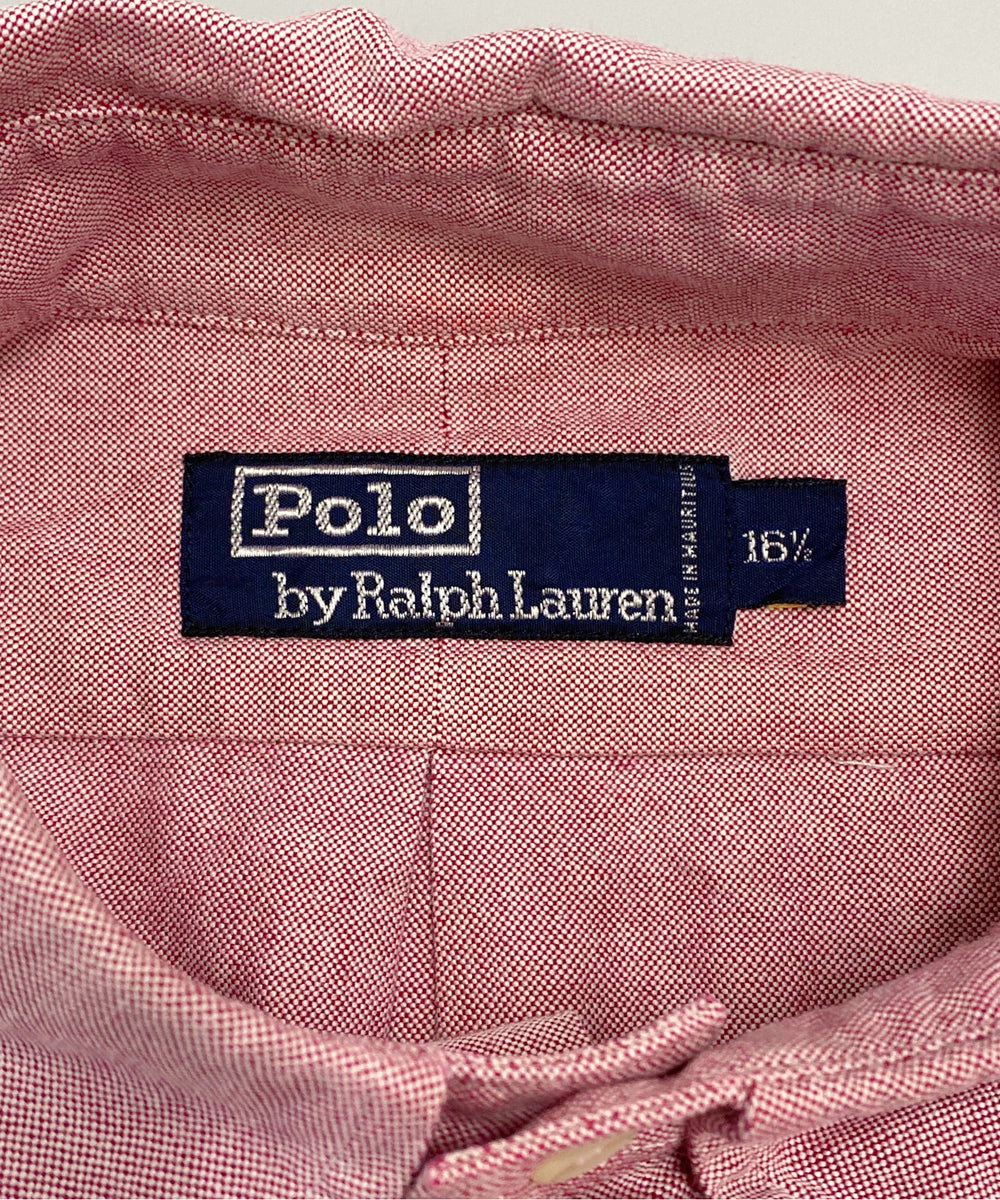 Polo
by Ralph Lauren
MADE IN MAURITIUS
16½